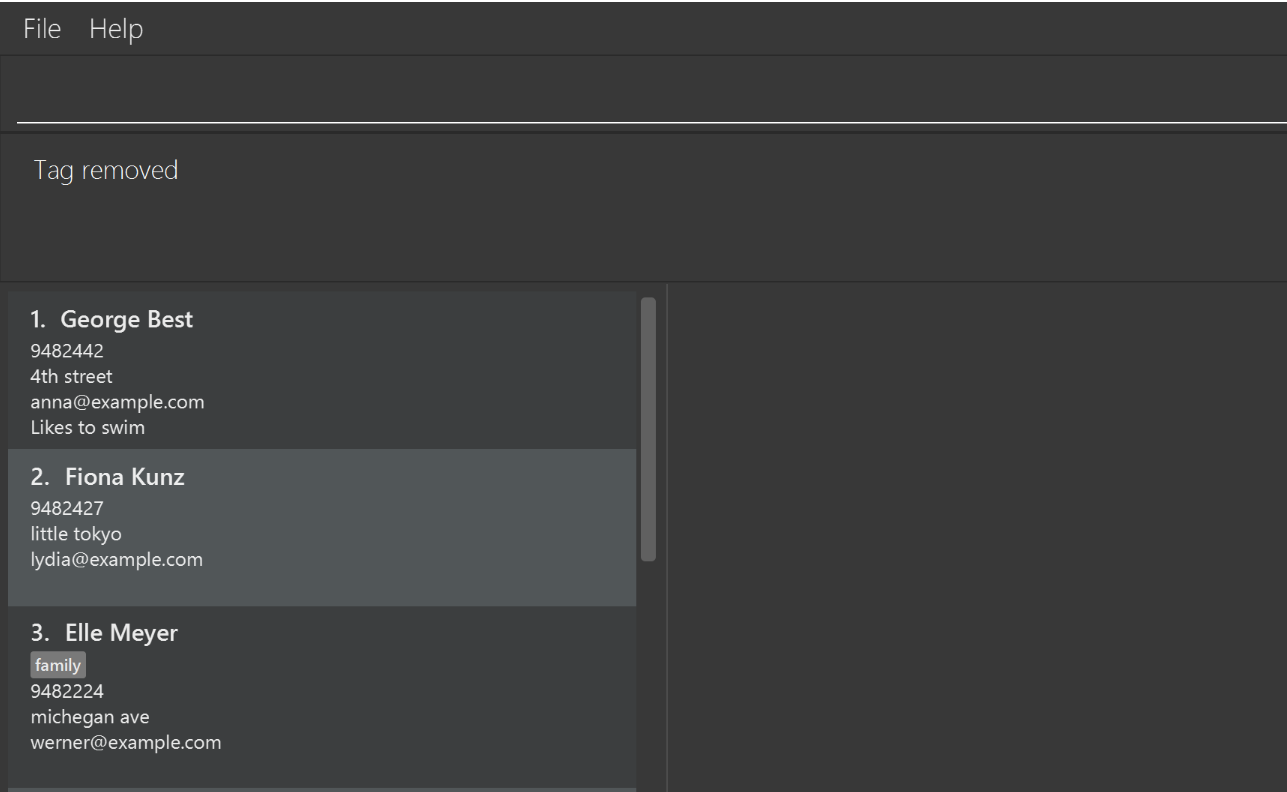 File Help
Tag removed
1. George Best
9482442
4th street
anna@example.com
Likes to swim
2. Fiona Kunz
9482427
little tokyo
lydia@example.com
3. Elle Meyer
family
9482224
michegan ave
werner@example.com